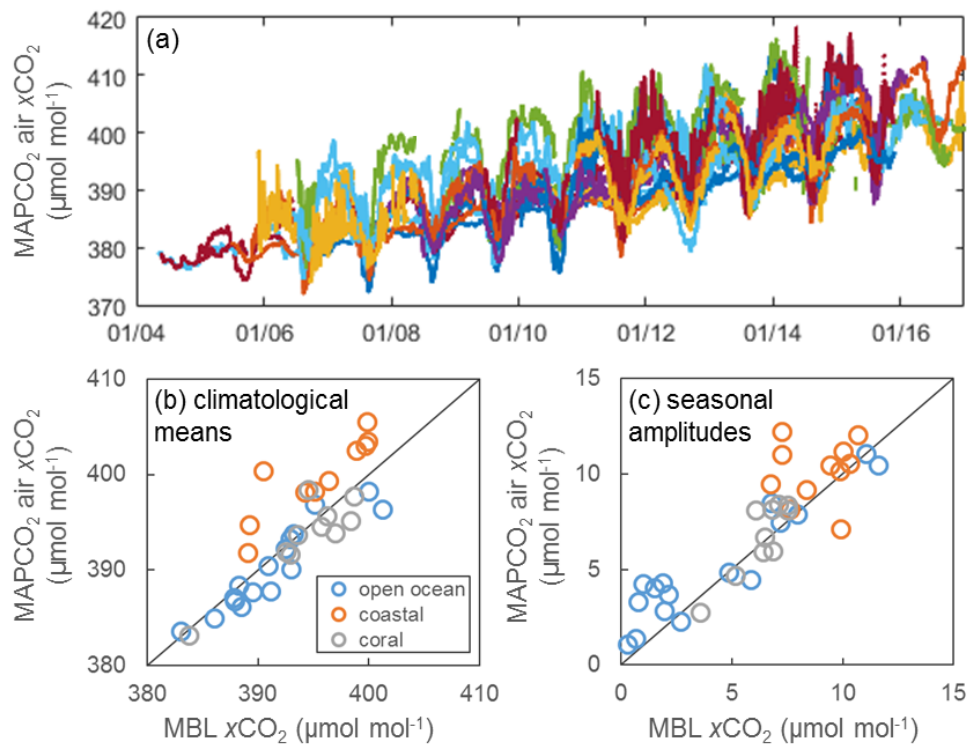 MAPCO₂ air xCO₂
(µmol mol⁻¹)
(a)
420
410
400
390
380
370
01/04 01/06 01/08 01/10 01/12 01/14 01/16
MAPCO₂ air xCO₂
(µmol mol⁻¹)
(b) climatological
means
410
400
390
380
open ocean
coastal
coral
380 390 400 410
MBL xCO₂ (µmol mol⁻¹)
MAPCO₂ air xCO₂
(µmol mol⁻¹)
(c) seasonal
amplitudes
15
10
5
0
0 5 10 15
MBL xCO₂ (µmol mol⁻¹)